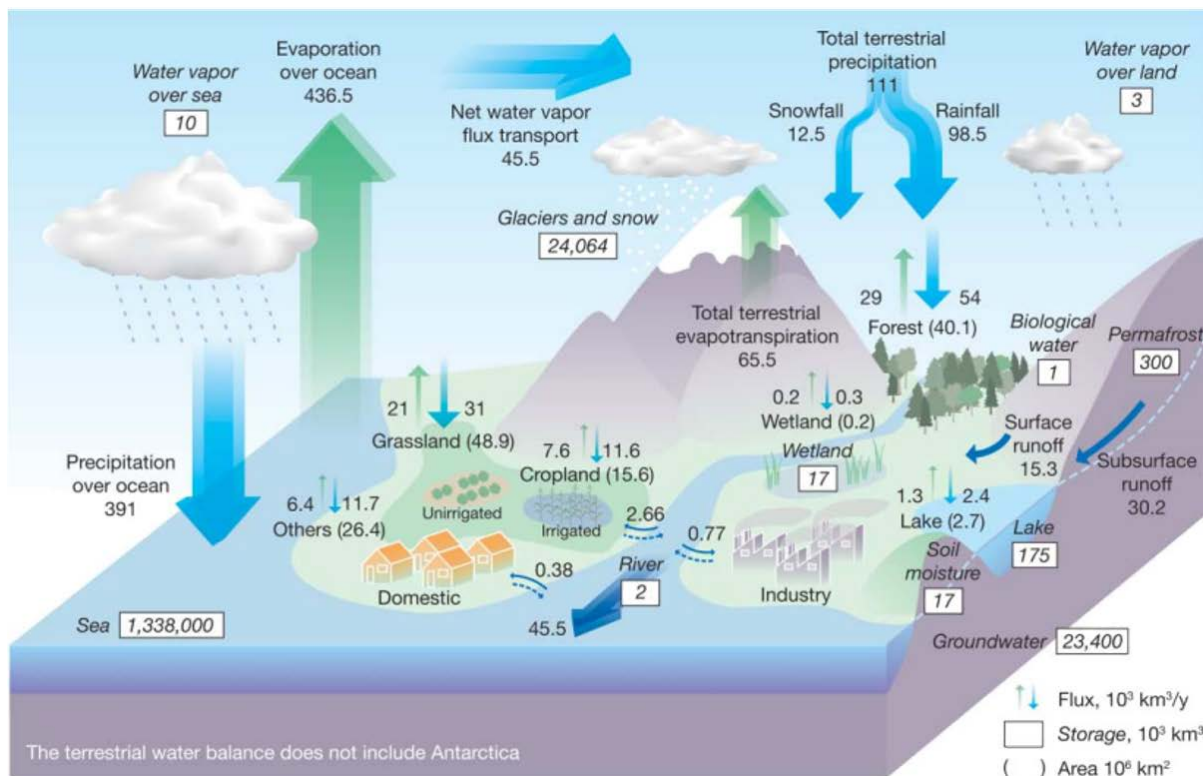 Evaporation
over ocean
436.5
Water vapor
over sea
10
Net water vapor
flux transport
45.5
Total terrestrial
precipitation
111
Snowfall
12.5
Rainfall
98.5
Water vapor
over land
3
Glaciers and snow
24,064
Total terrestrial
evapotranspiration
65.5
29 54
Forest (40.1)
Biological
water
1
Permafrost
300
0.2 0.3
Wetland (0.2)
Wetland
17
Surface
runoff
15.3
Subsurface
runoff
30.2
21 31
Grassland (48.9)
7.6 11.6
Cropland (15.6)
Unirrigated
Irrigated
Precipitation
over ocean
391
6.4 11.7
Others (26.4)
2.66
0.77
1.3 2.4
Lake (2.7)
Lake
175
Soil
moisture
17
0.38
Domestic
River
2
Industry
45.5
Sea 1,338,000
Groundwater 23,400
Flux, 10³ km³/y
Storage, 10³ km³
( ) Area 10⁶ km²
The terrestrial water balance does not include Antarctica